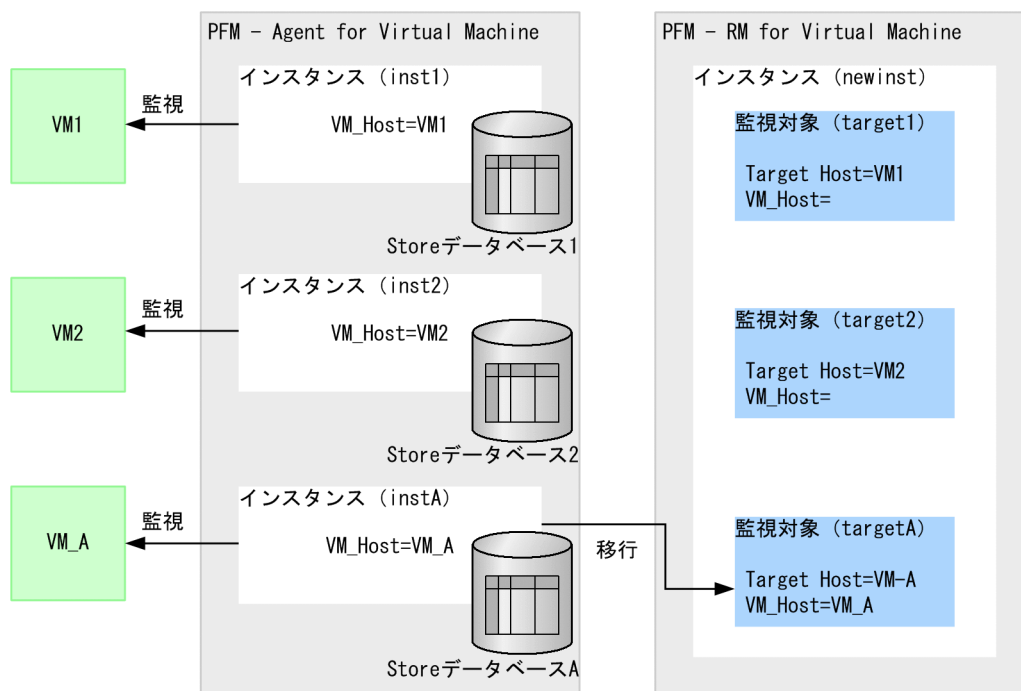 PFM - Agent for Virtual Machine
PFM - RM for Virtual Machine
VM1
監視
インスタンス (inst1)
VM_Host=VM1
Storeデータベース1
VM2
監視
インスタンス (inst2)
VM_Host=VM2
Storeデータベース2
VM_A
監視
インスタンス (instA)
VM_Host=VM_A
StoreデータベースA
移行
インスタンス (newinst)
監視対象 (target1)
Target Host=VM1
VM_Host=
監視対象 (target2)
Target Host=VM2
VM_Host=
監視対象 (targetA)
Target Host=VM-A
VM_Host=VM_A